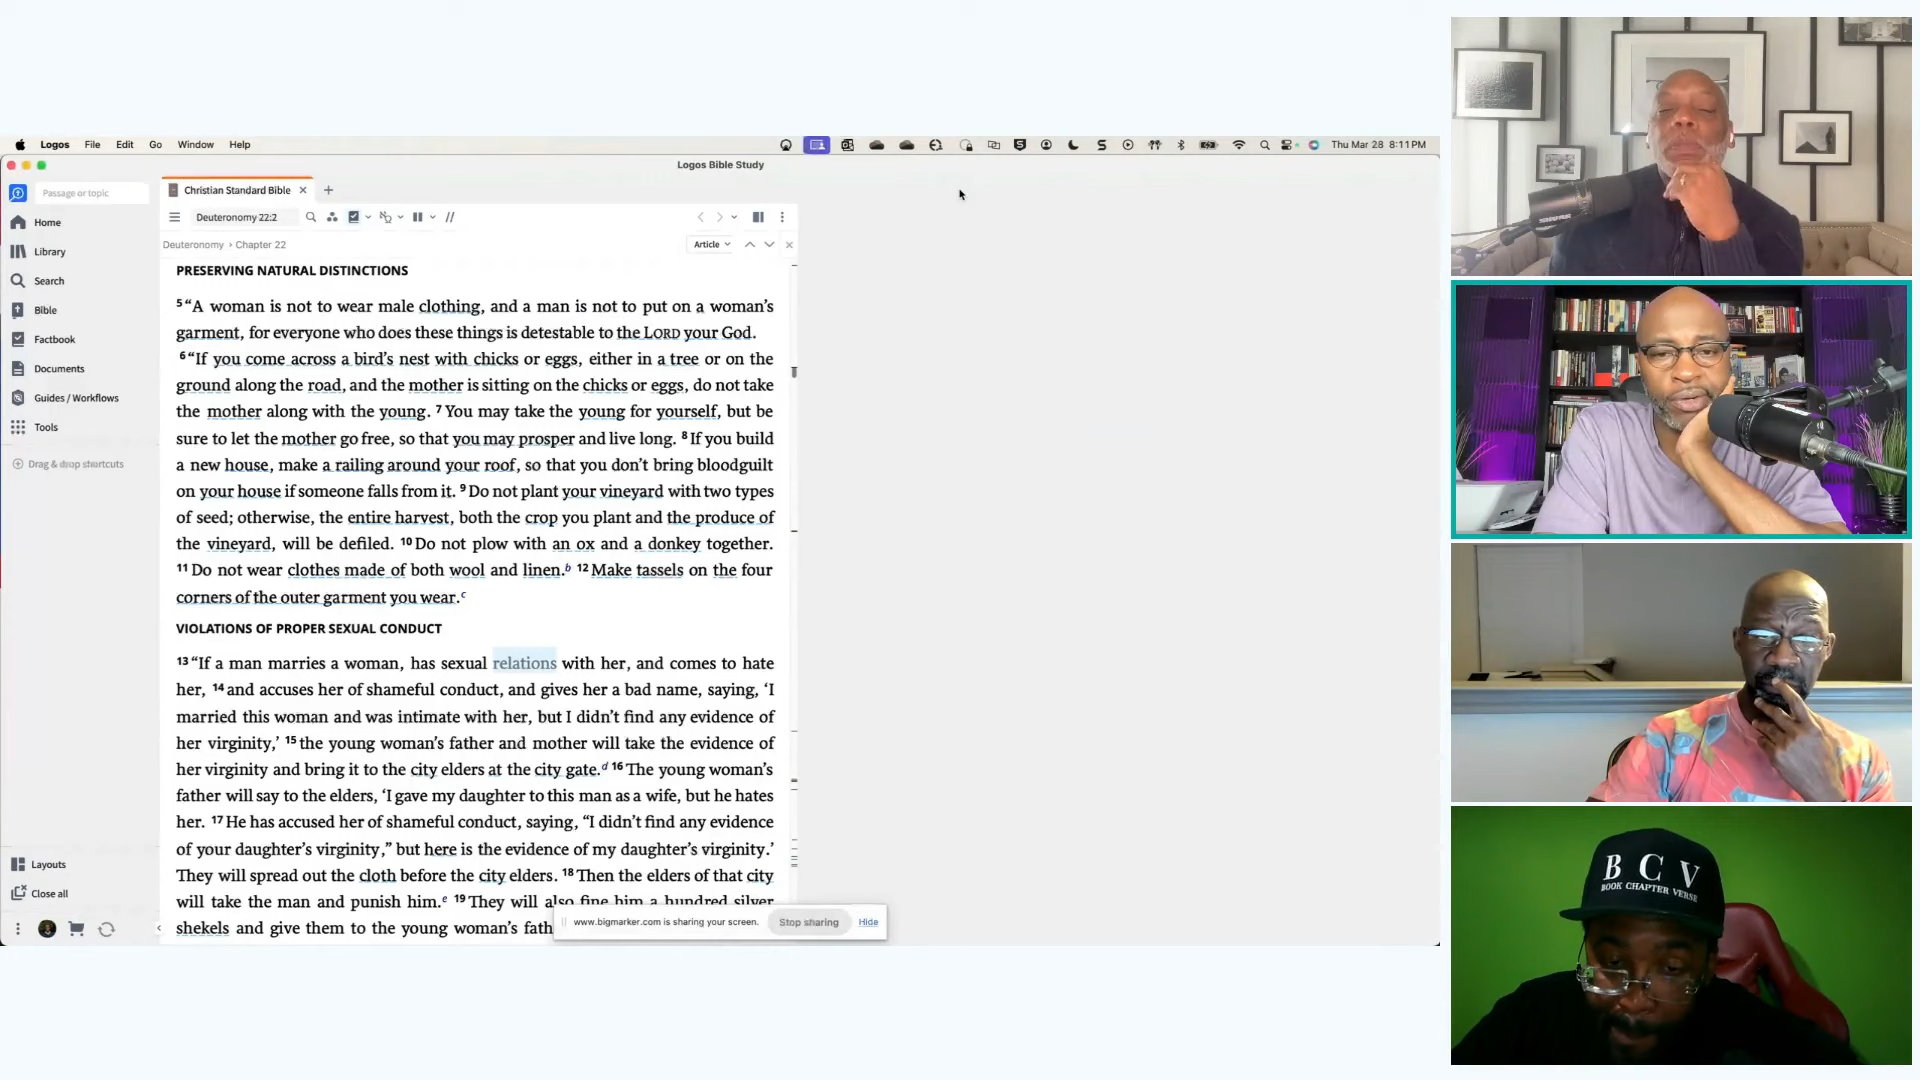 Logos File Edit Go Window Help Thu Mar 28 8:11 PM
Logos Bible Study
Passage or topic
Christian Standard Bible
Home
Library
Search
Bible
Factbook
Documents
Guides / Workflows
Tools
Drag & drop shortcuts
Layouts
Close all
Deuteronomy 22:2
Deuteronomy › Chapter 22 Article
PRESERVING NATURAL DISTINCTIONS
5 “A woman is not to wear male clothing, and a man is not to put on a woman’s
garment, for everyone who does these things is detestable to the LORD your God.
6 “If you come across a bird’s nest with chicks or eggs, either in a tree or on the
ground along the road, and the mother is sitting on the chicks or eggs, do not take
the mother along with the young. 7 You may take the young for yourself, but be
sure to let the mother go free, so that you may prosper and live long. 8 If you build
a new house, make a railing around your roof, so that you don’t bring bloodguilt
on your house if someone falls from it. 9 Do not plant your vineyard with two types
of seed; otherwise, the entire harvest, both the crop you plant and the produce of
the vineyard, will be defiled. 10 Do not plow with an ox and a donkey together.
11 Do not wear clothes made of both wool and linen.b 12 Make tassels on the four
corners of the outer garment you wear.c
VIOLATIONS OF PROPER SEXUAL CONDUCT
13 “If a man marries a woman, has sexual relations with her, and comes to hate
her, 14 and accuses her of shameful conduct, and gives her a bad name, saying, ‘I
married this woman and was intimate with her, but I didn’t find any evidence of
her virginity,’ 15 the young woman’s father and mother will take the evidence of
her virginity and bring it to the city elders at the city gate.d 16 The young woman’s
father will say to the elders, ‘I gave my daughter to this man as a wife, but he hates
her. 17 He has accused her of shameful conduct, saying, “I didn’t find any evidence
of your daughter’s virginity,” but here is the evidence of my daughter’s virginity.’
They will spread out the cloth before the city elders. 18 Then the elders of that city
will take the man and punish him.e 19 They will also fine him a hundred silver
shekels and give them to the young woman’s fath
www.bigmarker.com is sharing your screen. Stop sharing Hide
SHURE
B C V
BOOK CHAPTER VERSE